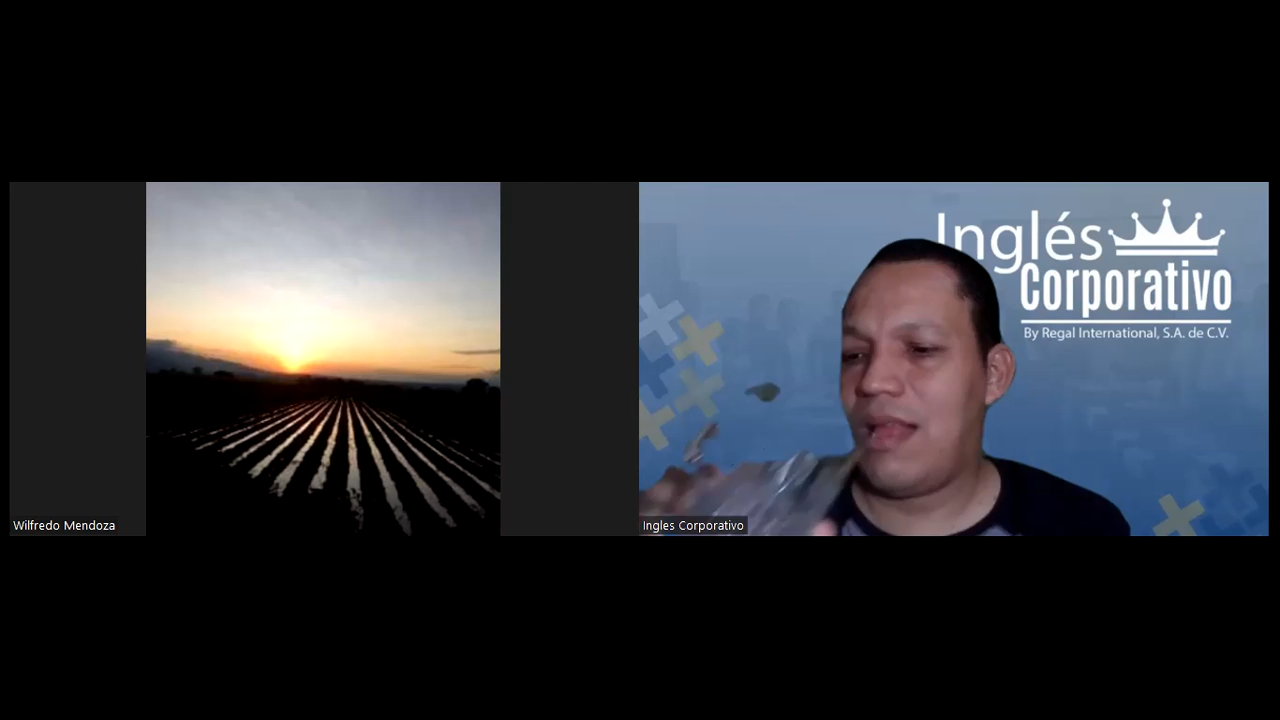 Inglés
Corporativo
By Regal International, S.A. de C.V.
Wilfredo Mendoza
Ingles Corporativo